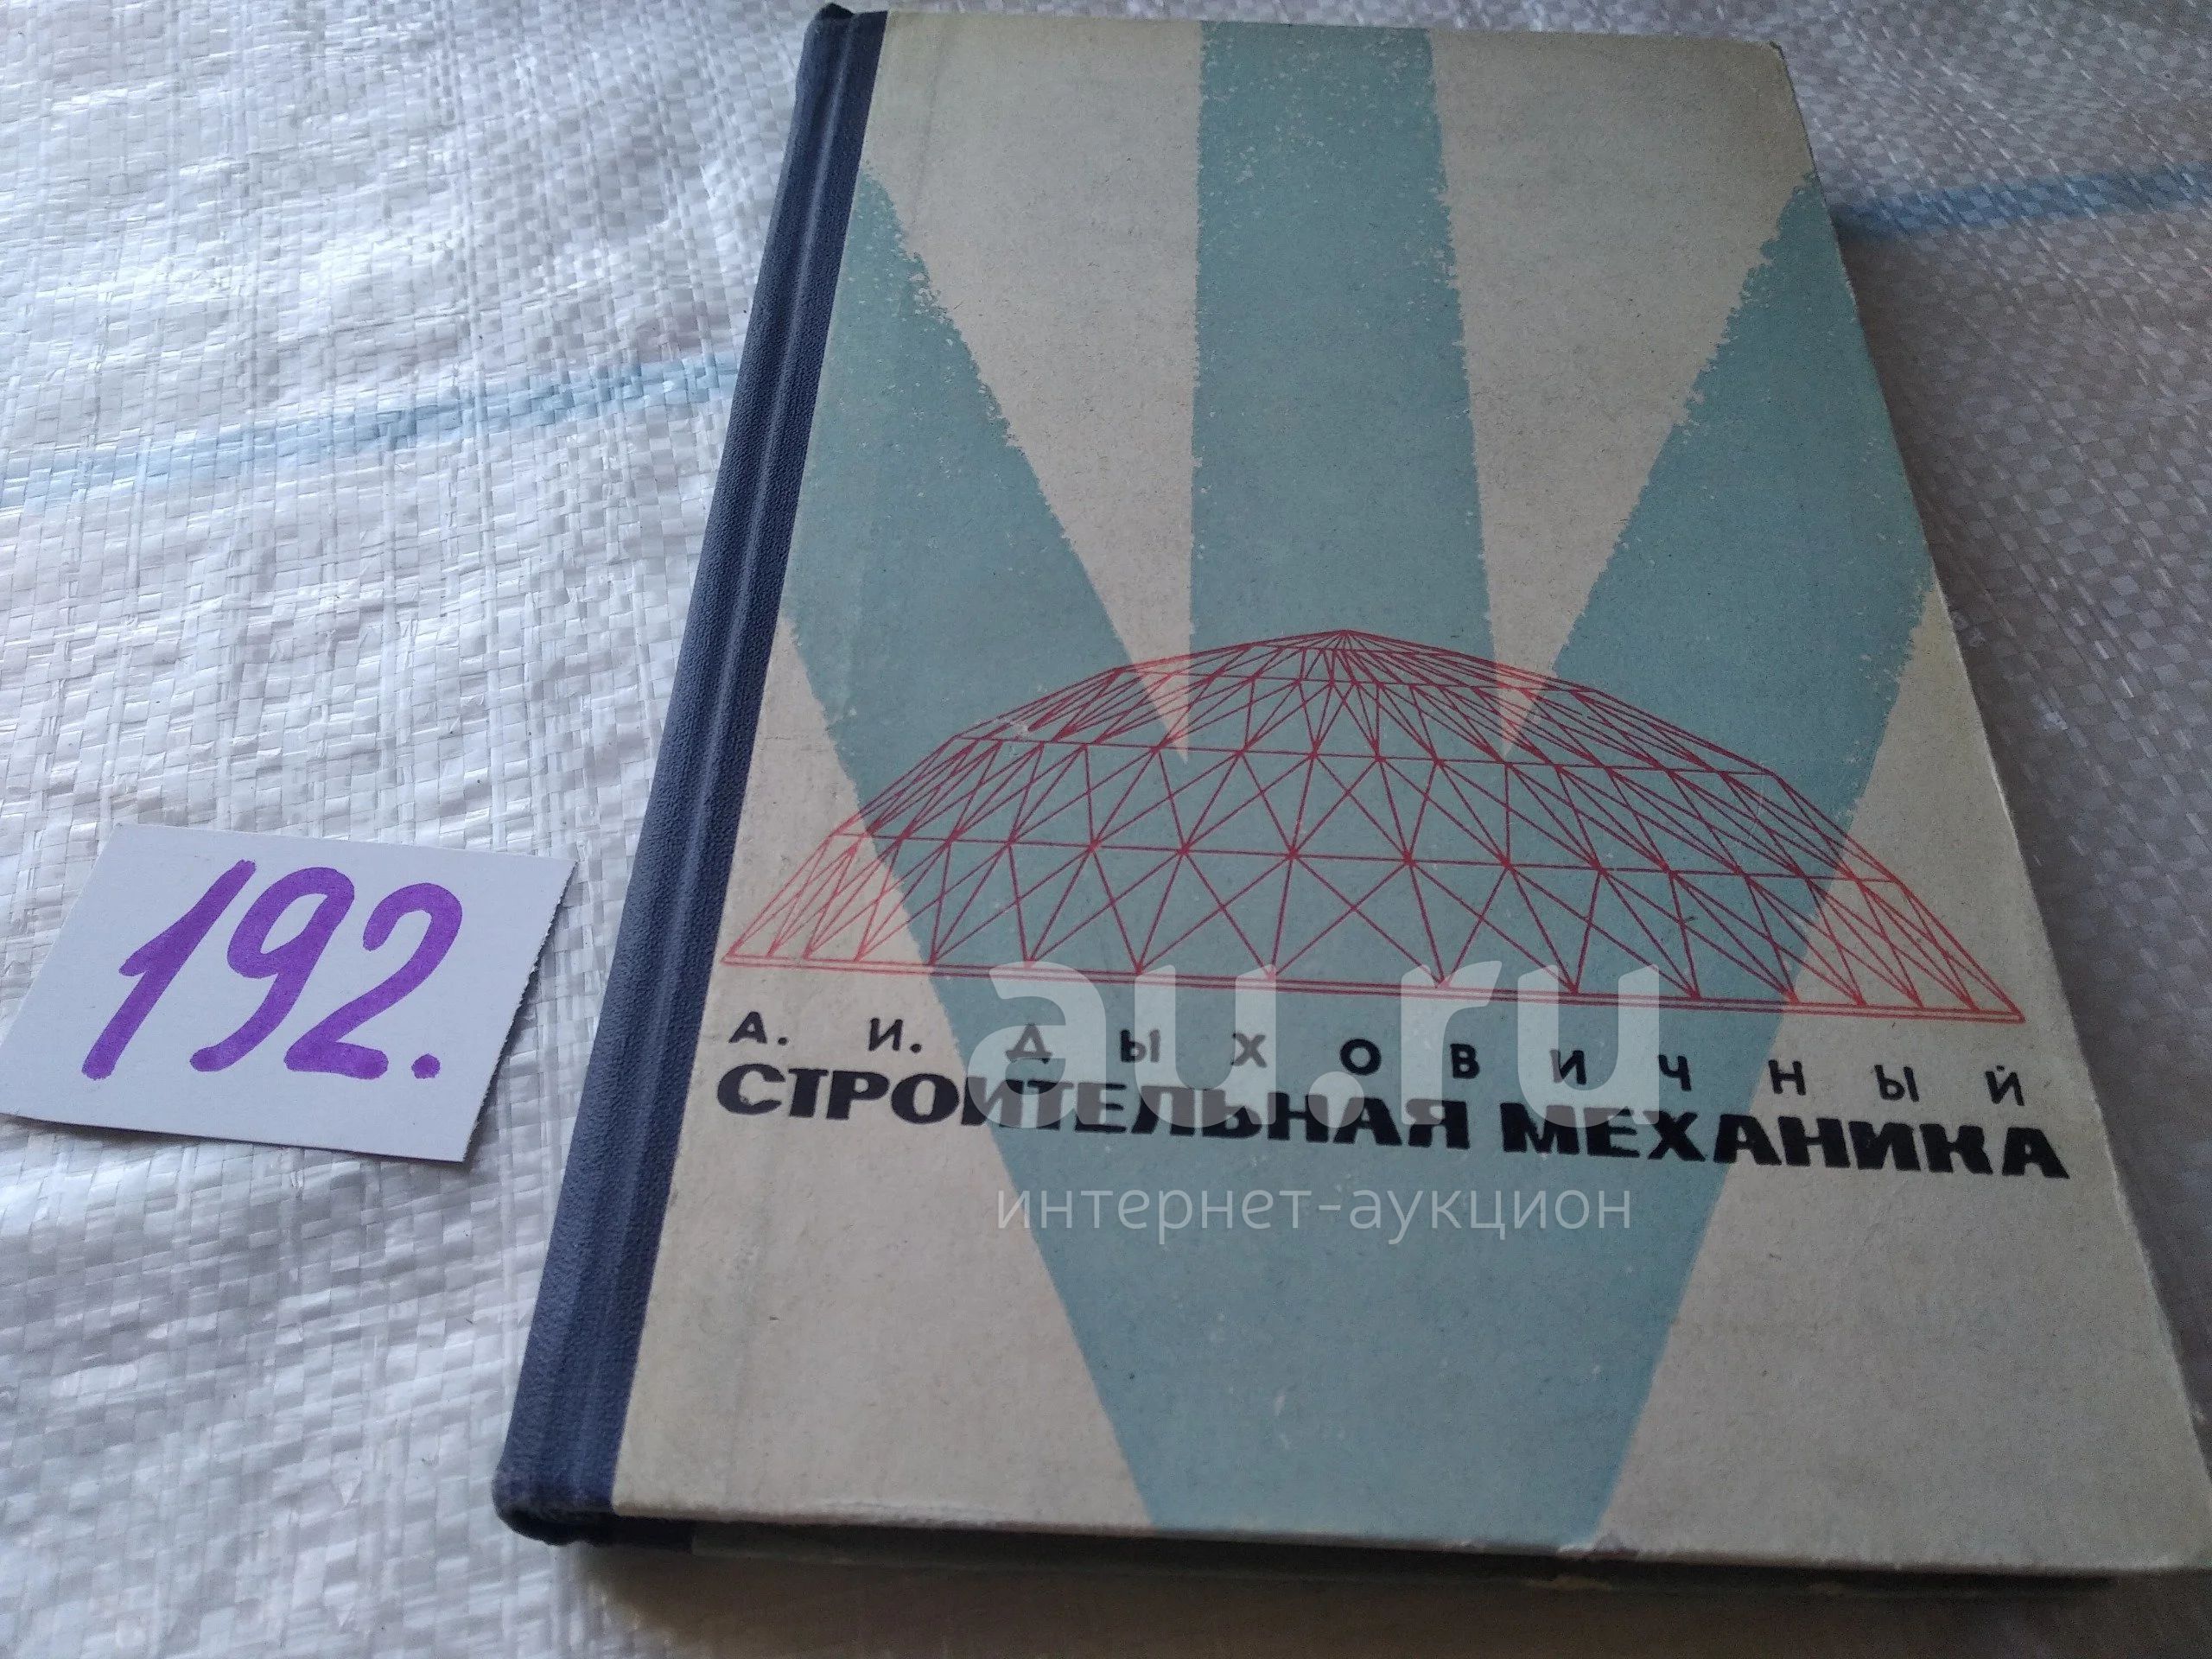 192.
А. И. ДЫХОВИЧНЫЙ
СТРОИТЕЛЬНАЯ МЕХАНИКА
au.ru
интернет-аукцион